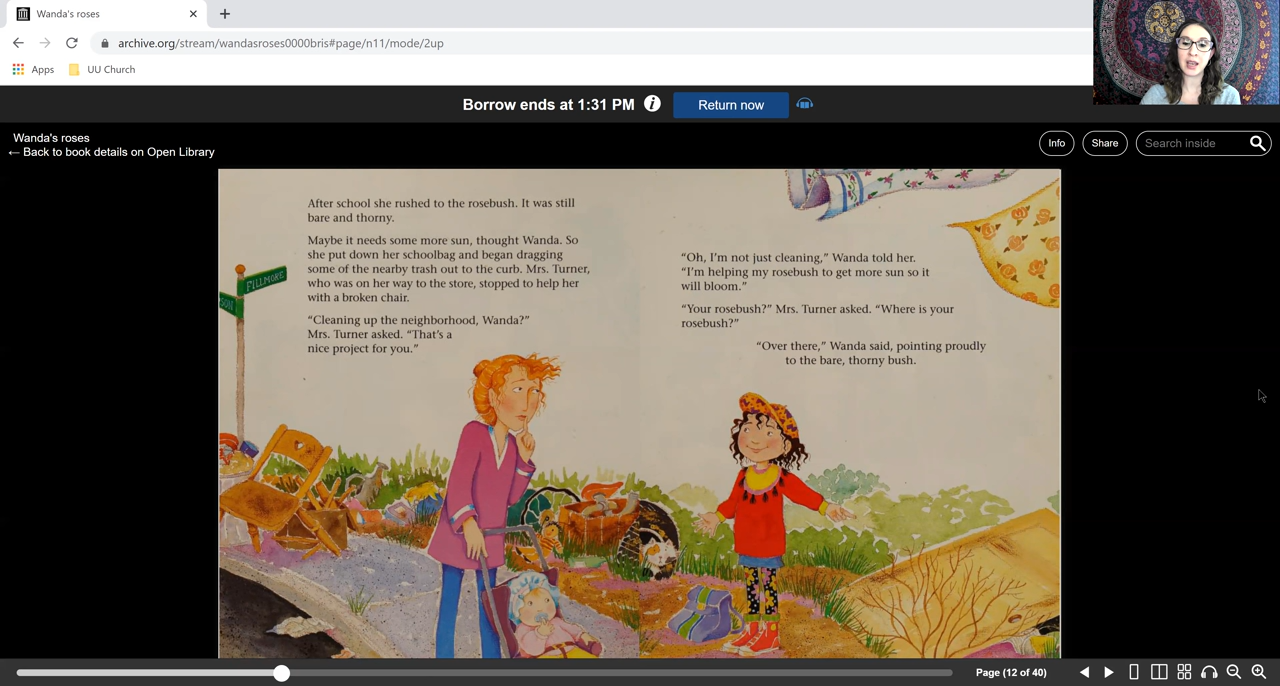 Wanda's roses
archive.org/stream/wandasroses0000bris#page/n11/mode/2up
Apps
UU Church
Borrow ends at 1:31 PM
Return now
Wanda's roses
← Back to book details on Open Library
Info
Share
Search inside
After school she rushed to the rosebush. It was still
bare and thorny.
Maybe it needs some more sun, thought Wanda. So
she put down her schoolbag and began dragging
some of the nearby trash out to the curb. Mrs. Turner,
who was on her way to the store, stopped to help her
with a broken chair.
“Cleaning up the neighborhood, Wanda?”
Mrs. Turner asked. “That’s a
nice project for you.”
FILLMORE
“Oh, I’m not just cleaning,” Wanda told her.
“I’m helping my rosebush to get more sun so it
will bloom.”
“Your rosebush?” Mrs. Turner asked. “Where is your
rosebush?”
“Over there,” Wanda said, pointing proudly
to the bare, thorny bush.
Page (12 of 40)